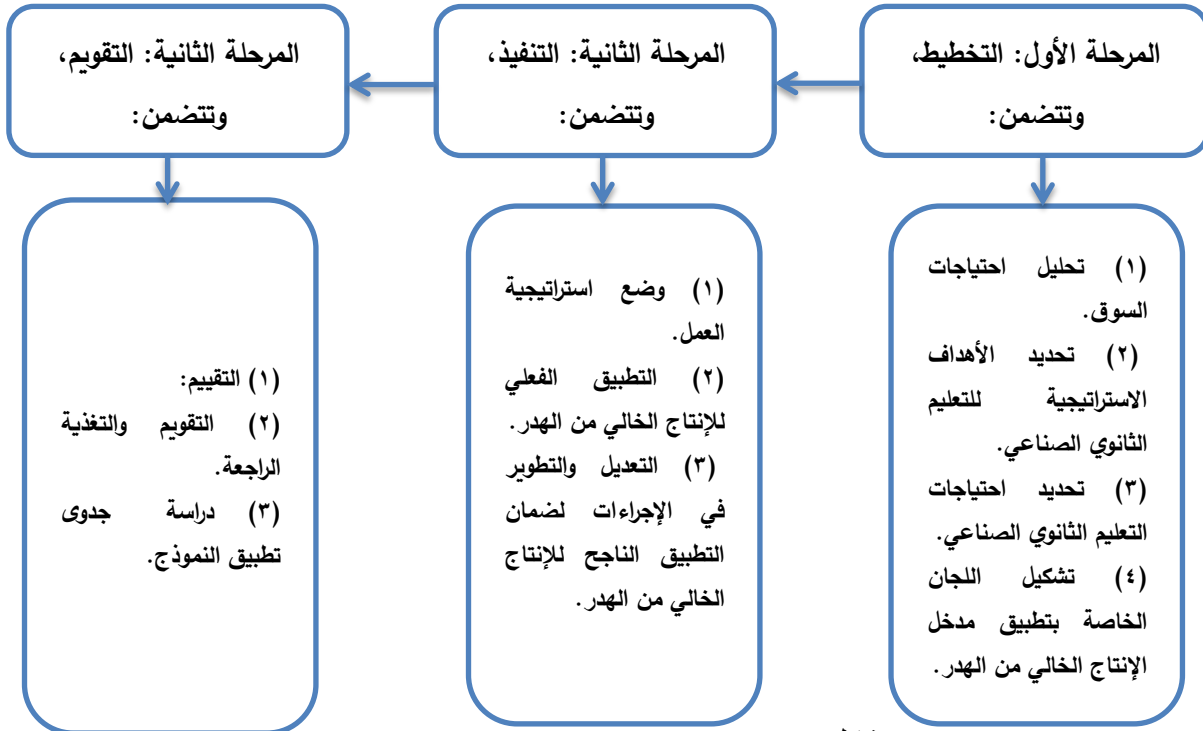 المرحلة الأول: التخطيط،
وتتضمن:
(١) تحليل احتياجات
السوق.
(٢) تحديد الأهداف
الاستراتيجية للتعليم
الثانوي الصناعي.
(٣) تحديد احتياجات
التعليم الثانوي الصناعي.
(٤) تشكيل اللجان
الخاصة بتطبيق مدخل
الإنتاج الخالي من الهدر.
المرحلة الثانية: التنفيذ،
وتتضمن:
(١) وضع استراتيجية
العمل.
(٢) التطبيق الفعلي
للإنتاج الخالي من الهدر.
(٣) التعديل والتطوير
في الإجراءات لضمان
التطبيق الناجح للإنتاج
الخالي من الهدر.
المرحلة الثانية: التقويم،
وتتضمن:
(١) التقييم:
(٢) التقويم والتغذية
الراجعة.
(٣) دراسة جدوى
تطبيق النموذج.